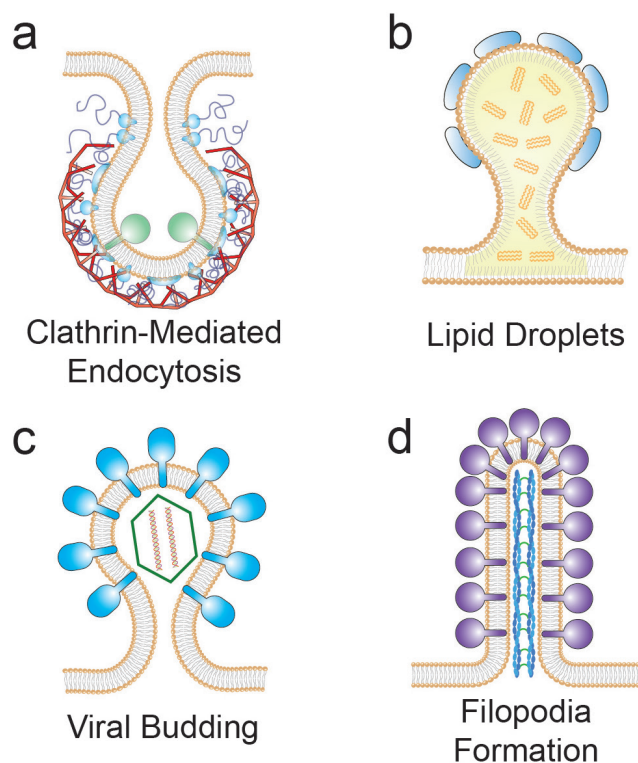 a
Clathrin-Mediated
Endocytosis
b
Lipid Droplets
c
Viral Budding
d
Filopodia
Formation